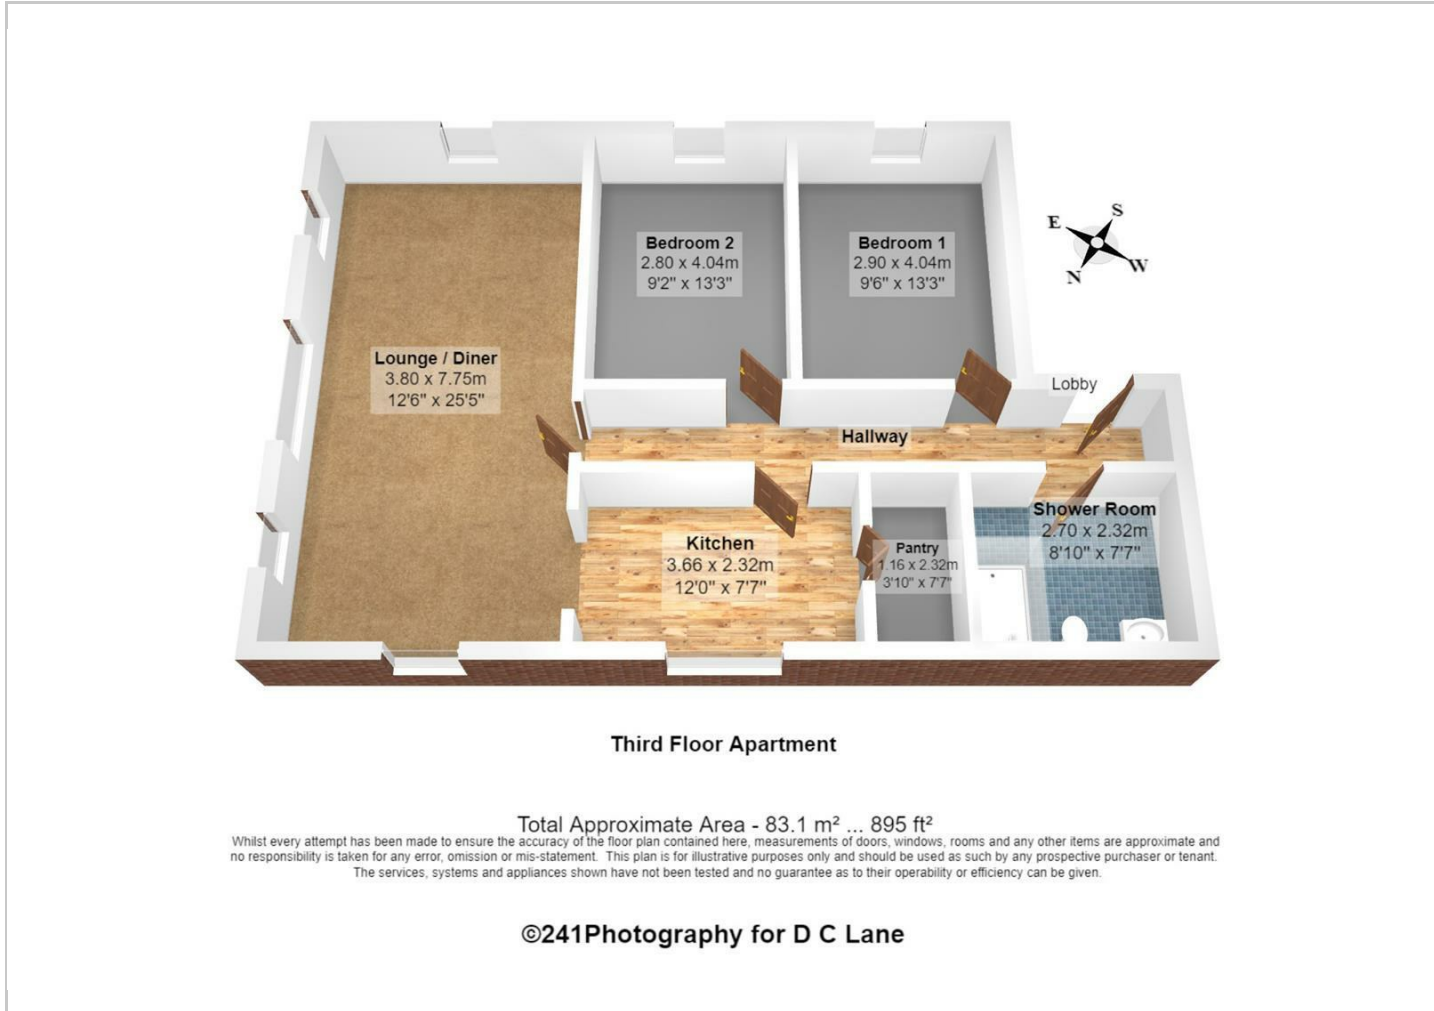 Bedroom 2
2.80 x 4.04m
9'2" x 13'3"
Bedroom 1
2.90 x 4.04m
9'6" x 13'3"
S
E
W
N
Lounge / Diner
3.80 x 7.75m
12'6" x 25'5"
Lobby
Hallway
Kitchen
3.66 x 2.32m
12'0" x 7'7"
Pantry
1.16 x 2.32m
3'10" x 7'7"
Shower Room
2.70 x 2.32m
8'10" x 7'7"
Third Floor Apartment
Total Approximate Area - 83.1 m² ... 895 ft²
Whilst every attempt has been made to ensure the accuracy of the floor plan contained here, measurements of doors, windows, rooms and any other items are approximate and
no responsibility is taken for any error, omission or mis-statement. This plan is for illustrative purposes only and should be used as such by any prospective purchaser or tenant.
The services, systems and appliances shown have not been tested and no guarantee as to their operability or efficiency can be given.
©241Photography for D C Lane